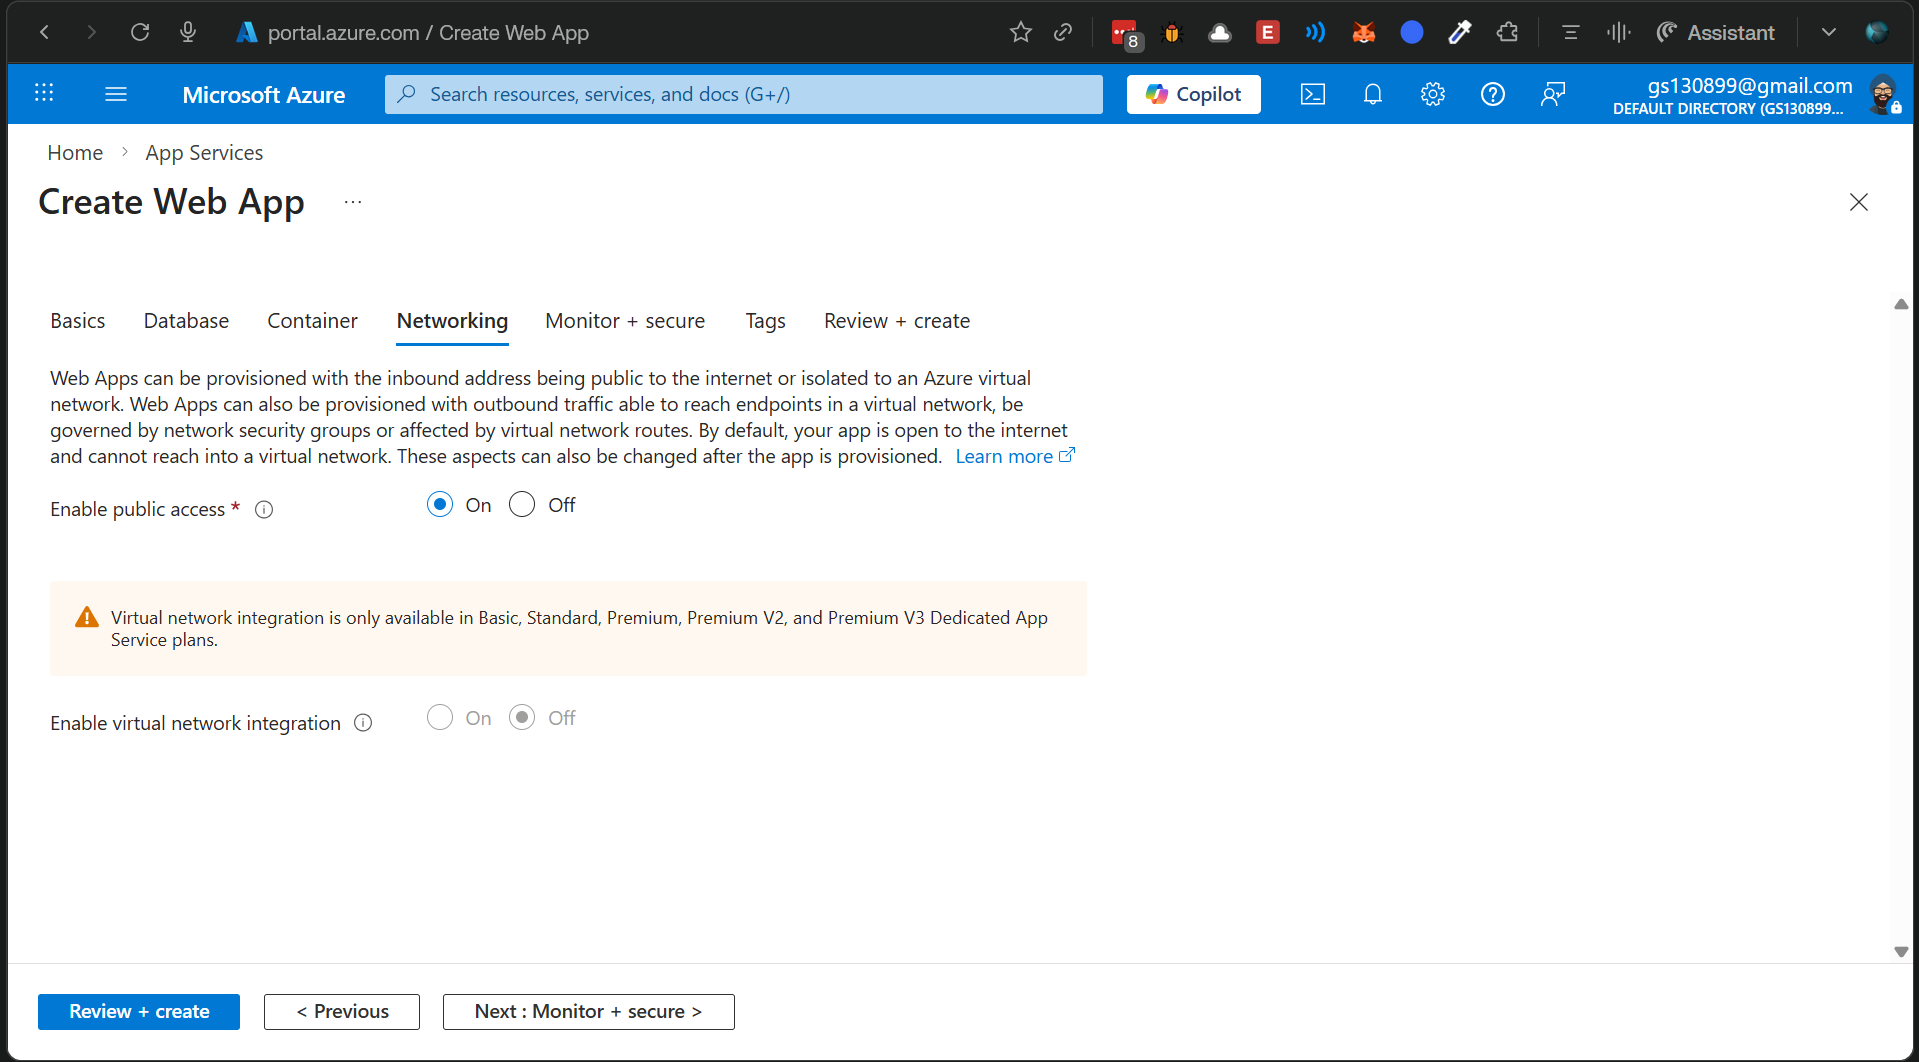 portal.azure.com / Create Web App
8
E
Assistant
Microsoft Azure
Search resources, services, and docs (G+/)
Copilot
gs130899@gmail.com
DEFAULT DIRECTORY (GS130899...
Home > App Services
Create Web App ...
Basics
Database
Container
Networking
Monitor + secure
Tags
Review + create
Web Apps can be provisioned with the inbound address being public to the internet or isolated to an Azure virtual
network. Web Apps can also be provisioned with outbound traffic able to reach endpoints in a virtual network, be
governed by network security groups or affected by virtual network routes. By default, your app is open to the internet
and cannot reach into a virtual network. These aspects can also be changed after the app is provisioned. Learn more
Enable public access *
On
Off
Virtual network integration is only available in Basic, Standard, Premium, Premium V2, and Premium V3 Dedicated App
Service plans.
Enable virtual network integration
On
Off
Review + create
< Previous
Next : Monitor + secure >